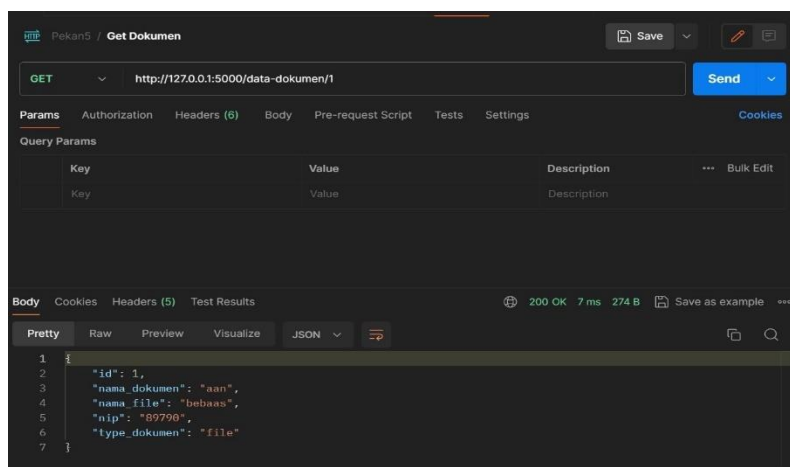 HTTP Pekan5 / Get Dokumen Save
GET http://127.0.0.1:5000/data-dokumen/1 Send
Params Authorization Headers (6) Body Pre-request Script Tests Settings Cookies
Query Params
Key Value Description ••• Bulk Edit
Key Value Description
Body Cookies Headers (5) Test Results 200 OK 7 ms 274 B Save as example •••
Pretty Raw Preview Visualize JSON
1 {
2 "id": 1,
3 "nama_dokumen": "aan",
4 "nama_file": "bebaas",
5 "nip": "89790",
6 "type_dokumen": "file"
7 }